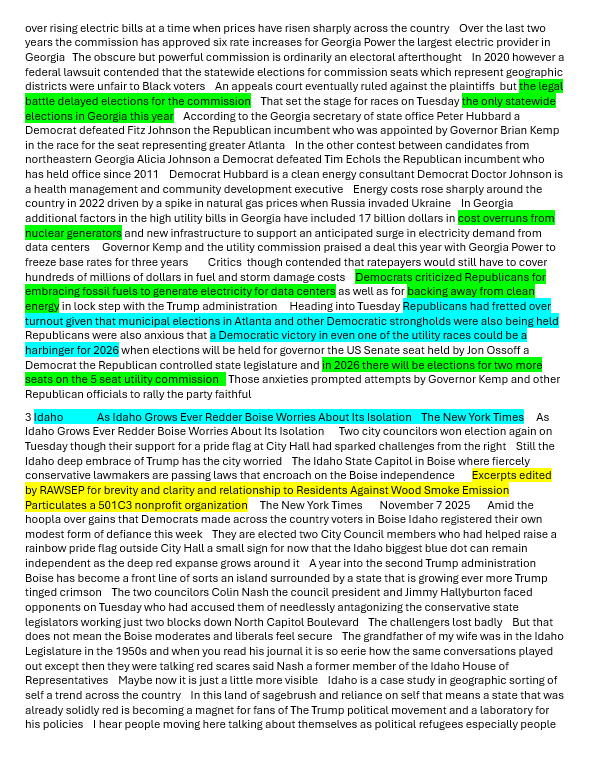 over rising electric bills at a time when prices have risen sharply across the country    Over the last two
years the commission has approved six rate increases for Georgia Power the largest electric provider in
Georgia   The obscure but powerful commission is ordinarily an electoral afterthought    In 2020 however a
federal lawsuit contended that the statewide elections for commission seats which represent geographic
districts were unfair to Black voters    An appeals court eventually ruled against the plaintiffs  but the legal
battle delayed elections for the commission    That set the stage for races on Tuesday the only statewide
elections in Georgia this year    According to the Georgia secretary of state office Peter Hubbard a
Democrat defeated Fitz Johnson the Republican incumbent who was appointed by Governor Brian Kemp
in the race for the seat representing greater Atlanta    In the other contest between candidates from
northeastern Georgia Alicia Johnson a Democrat defeated Tim Echols the Republican incumbent who
has held office since 2011    Democrat Hubbard is a clean energy consultant Democrat Doctor Johnson is
a health management and community development executive    Energy costs rose sharply around the
country in 2022 driven by a spike in natural gas prices when Russia invaded Ukraine    In Georgia
additional factors in the high utility bills in Georgia have included 17 billion dollars in cost overruns from
nuclear generators and new infrastructure to support an anticipated surge in electricity demand from
data centers    Governor Kemp and the utility commission praised a deal this year with Georgia Power to
freeze base rates for three years      Critics  though contended that ratepayers would still have to cover
hundreds of millions of dollars in fuel and storm damage costs    Democrats criticized Republicans for
embracing fossil fuels to generate electricity for data centers as well as for backing away from clean
energy in lock step with the Trump administration    Heading into Tuesday Republicans had fretted over
turnout given that municipal elections in Atlanta and other Democratic strongholds were also being held
Republicans were also anxious that a Democratic victory in even one of the utility races could be a
harbinger for 2026 when elections will be held for governor the US Senate seat held by Jon Ossoff a
Democrat the Republican controlled state legislature and in 2026 there will be elections for two more
seats on the 5 seat utility commission    Those anxieties prompted attempts by Governor Kemp and other
Republican officials to rally the party faithful
3 Idaho          As Idaho Grows Ever Redder Boise Worries About Its Isolation    The New York Times    As
Idaho Grows Ever Redder Boise Worries About Its Isolation     Two city councilors won election again on
Tuesday though their support for a pride flag at City Hall had sparked challenges from the right    Still the
Idaho deep embrace of Trump has the city worried    The Idaho State Capitol in Boise where fiercely
conservative lawmakers are passing laws that encroach on the Boise independence      Excerpts edited
by RAWSEP for brevity and clarity and relationship to Residents Against Wood Smoke Emission
Particulates a 501C3 nonprofit organization    The New York Times      November 7 2025      Amid the
hoopla over gains that Democrats made across the country voters in Boise Idaho registered their own
modest form of defiance this week    They are elected two City Council members who had helped raise a
rainbow pride flag outside City Hall a small sign for now that the Idaho biggest blue dot can remain
independent as the deep red expanse grows around it    A year into the second Trump administration
Boise has become a front line of sorts an island surrounded by a state that is growing ever more Trump
tinged crimson    The two councilors Colin Nash the council president and Jimmy Hallyburton faced
opponents on Tuesday who had accused them of needlessly antagonizing the conservative state
legislators working just two blocks down North Capitol Boulevard    The challengers lost badly    But that
does not mean the Boise moderates and liberals feel secure    The grandfather of my wife was in the Idaho
Legislature in the 1950s and when you read his journal it is so eerie how the same conversations played
out except then they were talking red scares said Nash a former member of the Idaho House of
Representatives    Maybe now it is just a little more visible    Idaho is a case study in geographic sorting of
self a trend across the country    In this land of sagebrush and reliance on self that means a state that was
already solidly red is becoming a magnet for fans of The Trump political movement and a laboratory for
his policies    I hear people moving here talking about themselves as political refugees especially people